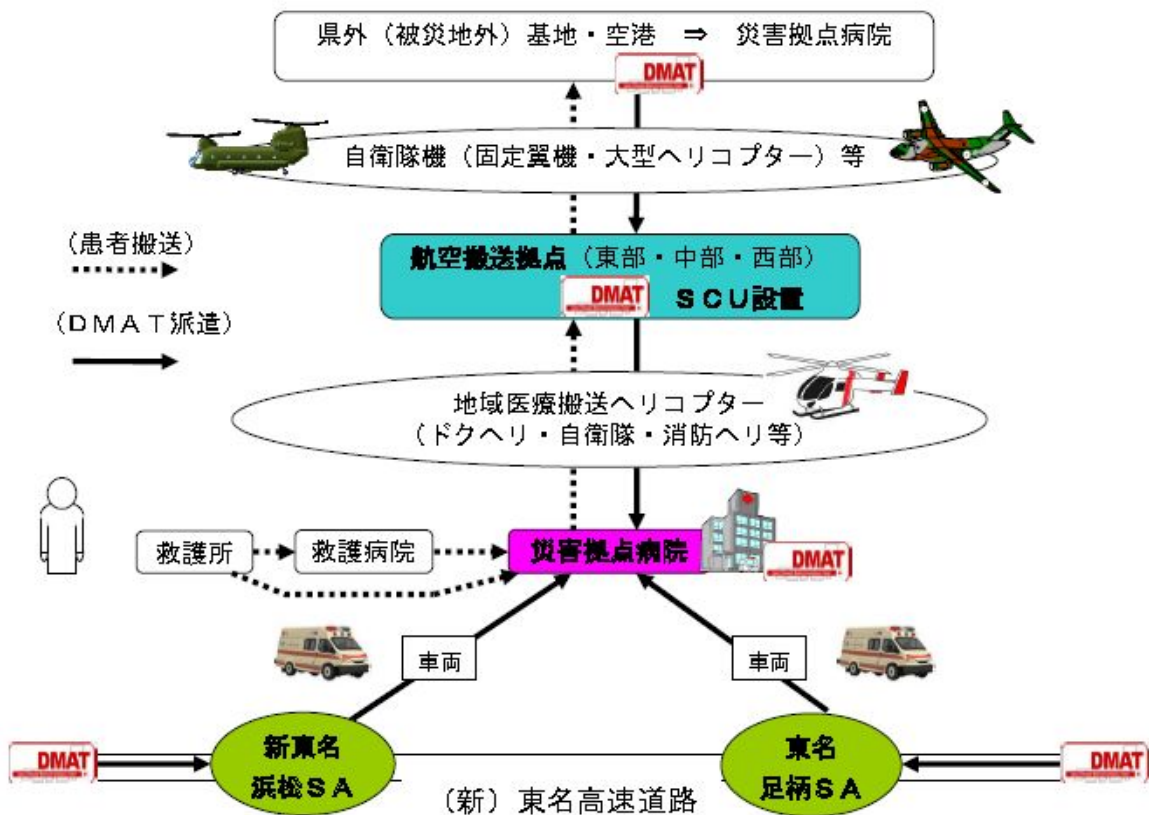 県外（被災地外）基地・空港 ⇒ 災害拠点病院
DMAT
自衛隊機（固定翼機・大型ヘリコプター）等
（患者搬送）
航空搬送拠点（東部・中部・西部）
DMAT ＳＣＵ設置
（ＤＭＡＴ派遣）
地域医療搬送ヘリコプター
（ドクヘリ・自衛隊・消防ヘリ等）
救護所
救護病院
災害拠点病院
DMAT
車両
車両
DMAT
新東名
浜松ＳＡ
東名
足柄ＳＡ
DMAT
（新）東名高速道路